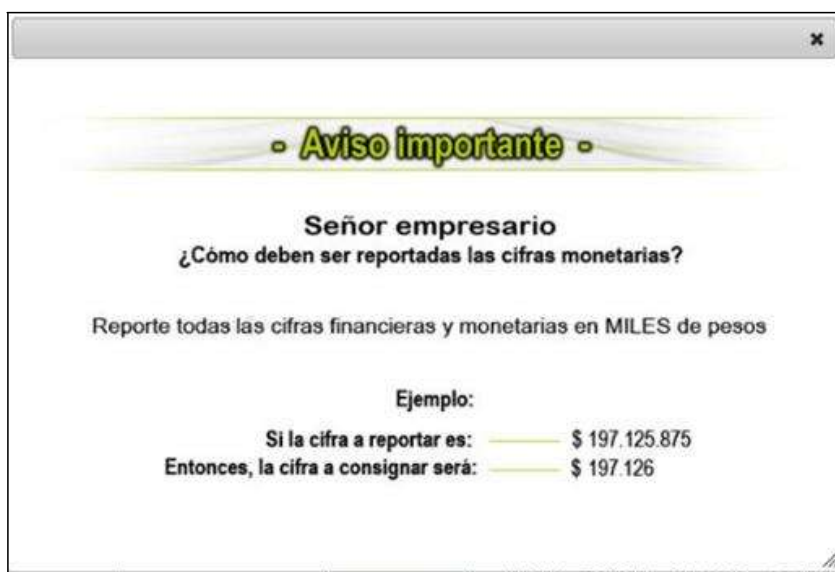 - Aviso importante -
Señor empresario
¿Cómo deben ser reportadas las cifras monetarias?
Reporte todas las cifras financieras y monetarias en MILES de pesos
Ejemplo:
Si la cifra a reportar es: $ 197.125.875
Entonces, la cifra a consignar será: $ 197.126